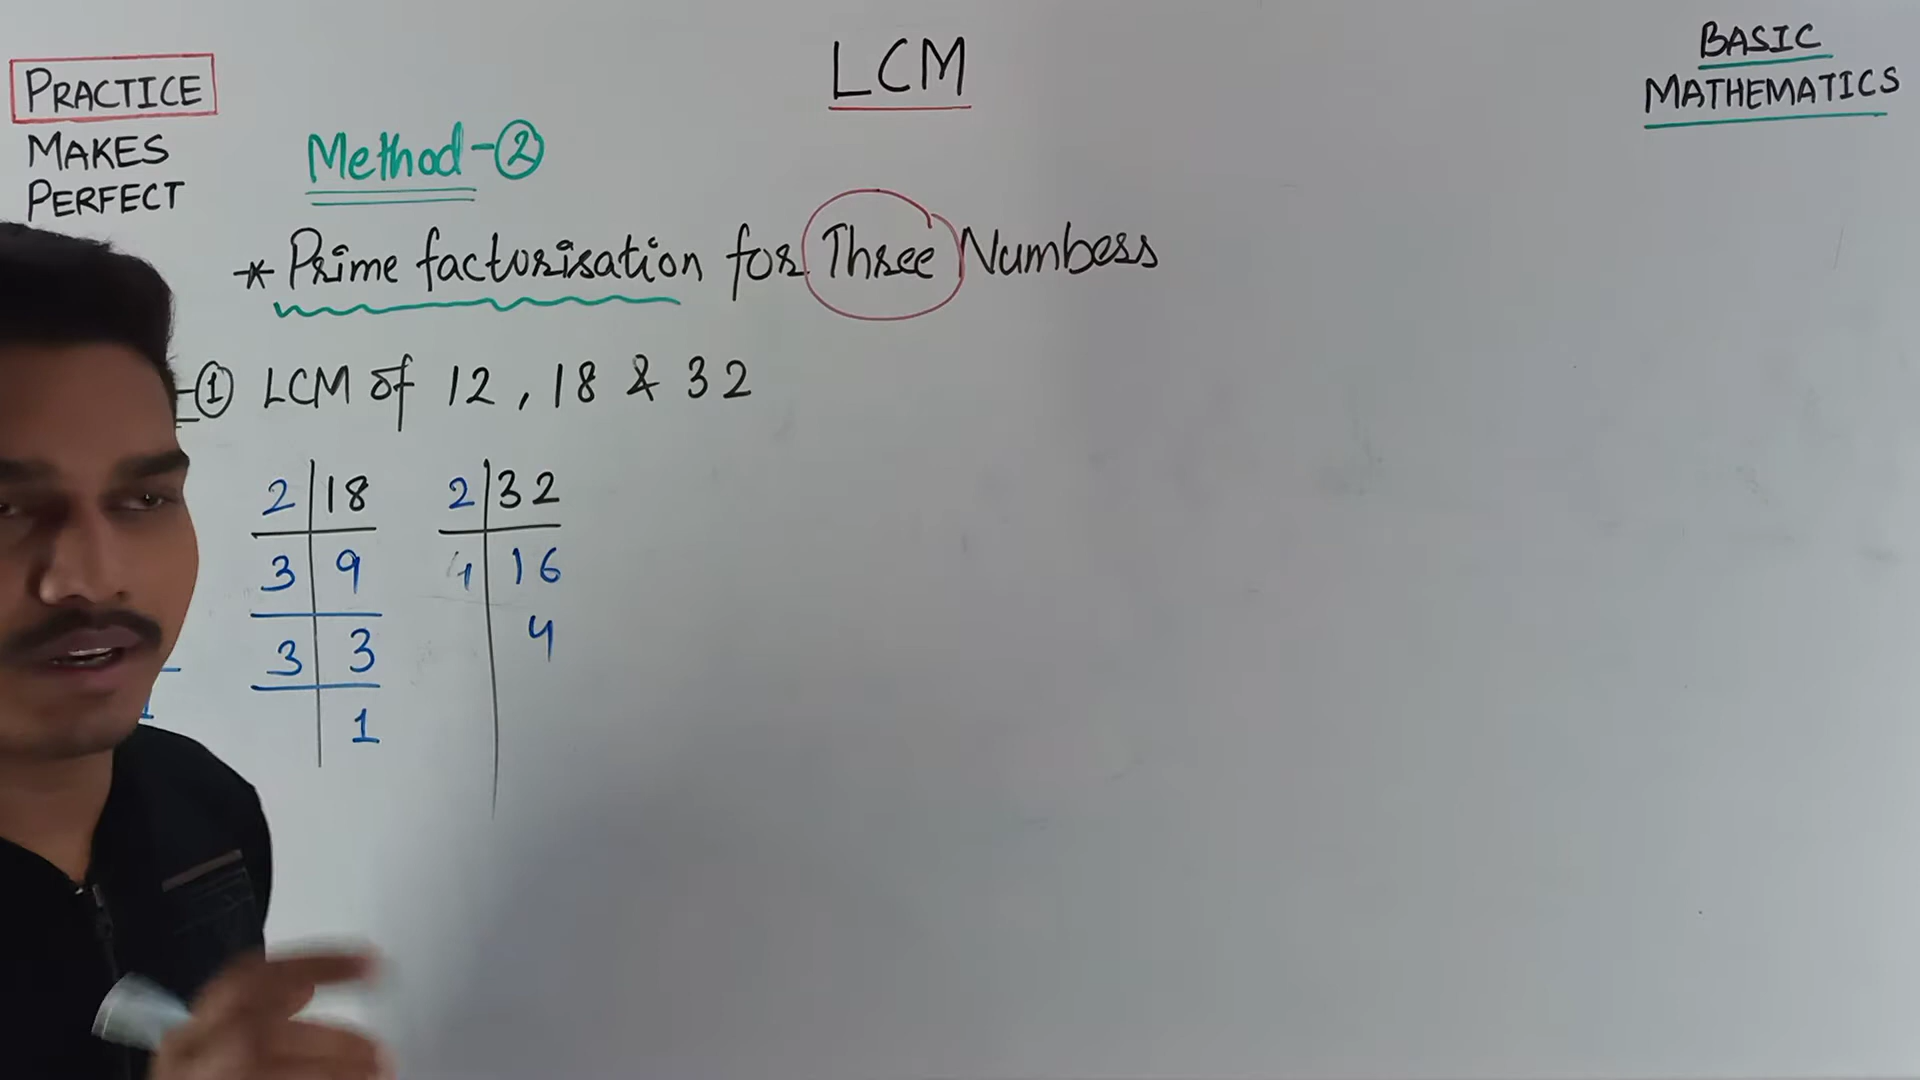 LCM
BASIC
MATHEMATICS
PRACTICE
MAKES
PERFECT
Method-②
* Prime factorisation for Three Numbers
-① LCM of 12, 18 & 32
2 | 18
3 | 9
3 | 3
1
2 | 32
16
4
1